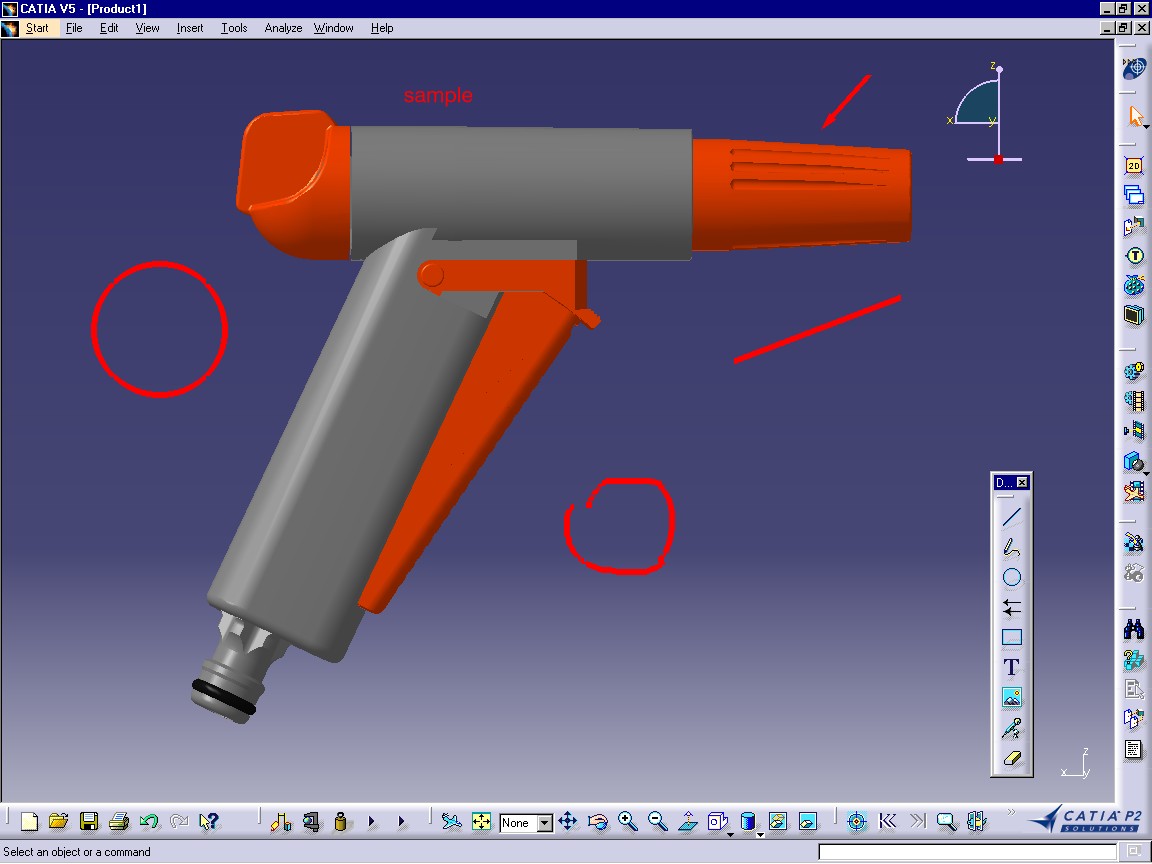 CATIA V5 - [Product1]
Start File Edit View Insert Tools Analyze Window Help
sample
z
x y
2D
T
D...
T
z
x y
None
CATIA P2
SOLUTIONS
Select an object or a command